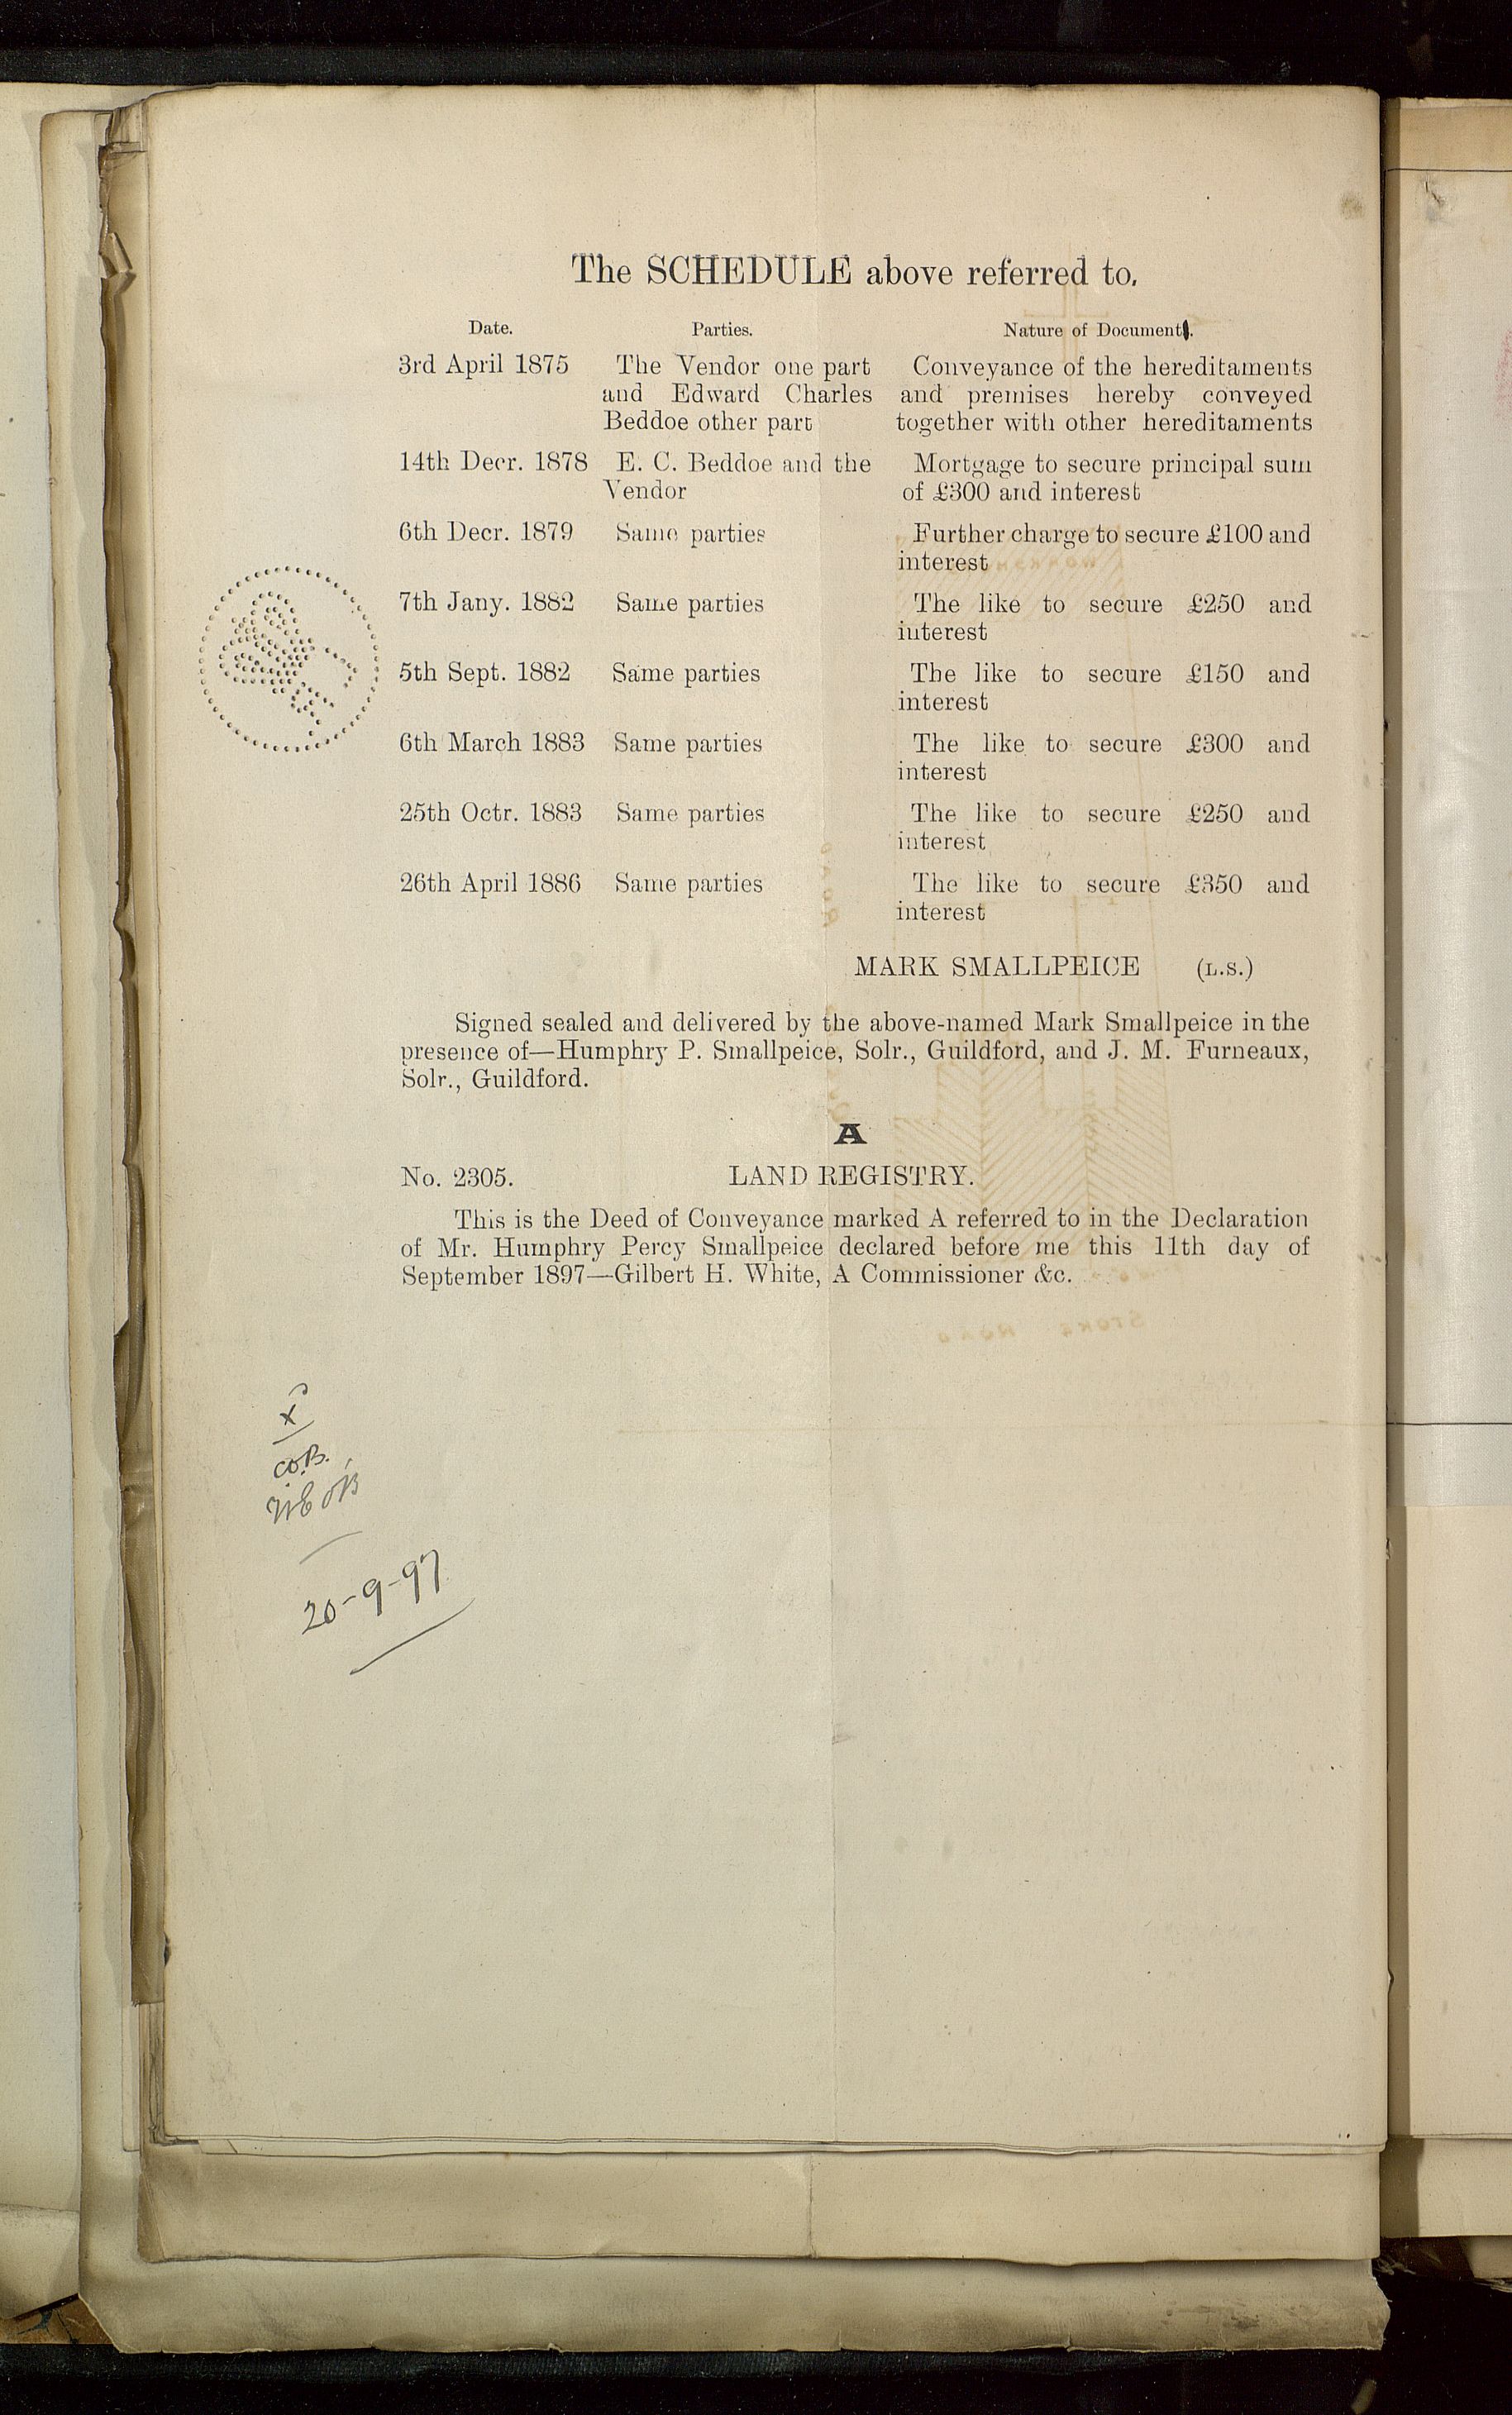 The SCHEDULE above referred to.
Date. Parties. Nature of Document.
3rd April 1875 The Vendor one part Conveyance of the hereditaments
and Edward Charles and premises hereby conveyed
Beddoe other part together with other hereditaments
14th Decr. 1878 E. C. Beddoe and the Mortgage to secure principal sum
Vendor of £300 and interest
6th Decr. 1879 Same parties Further charge to secure £100 and
interest
7th Jany. 1882 Same parties The like to secure £250 and
interest
5th Sept. 1882 Same parties The like to secure £150 and
interest
6th March 1883 Same parties The like to secure £300 and
interest
25th Octr. 1883 Same parties The like to secure £250 and
interest
26th April 1886 Same parties The like to secure £350 and
interest
MARK SMALLPEICE (L.S.)
Signed sealed and delivered by the above-named Mark Smallpeice in the
presence of—Humphry P. Smallpeice, Solr., Guildford, and J. M. Furneaux,
Solr., Guildford.
A
No. 2305. LAND REGISTRY.
This is the Deed of Conveyance marked A referred to in the Declaration
of Mr. Humphry Percy Smallpeice declared before me this 11th day of
September 1897—Gilbert H. White, A Commissioner &c.
STOKE ROAD
20-9-97